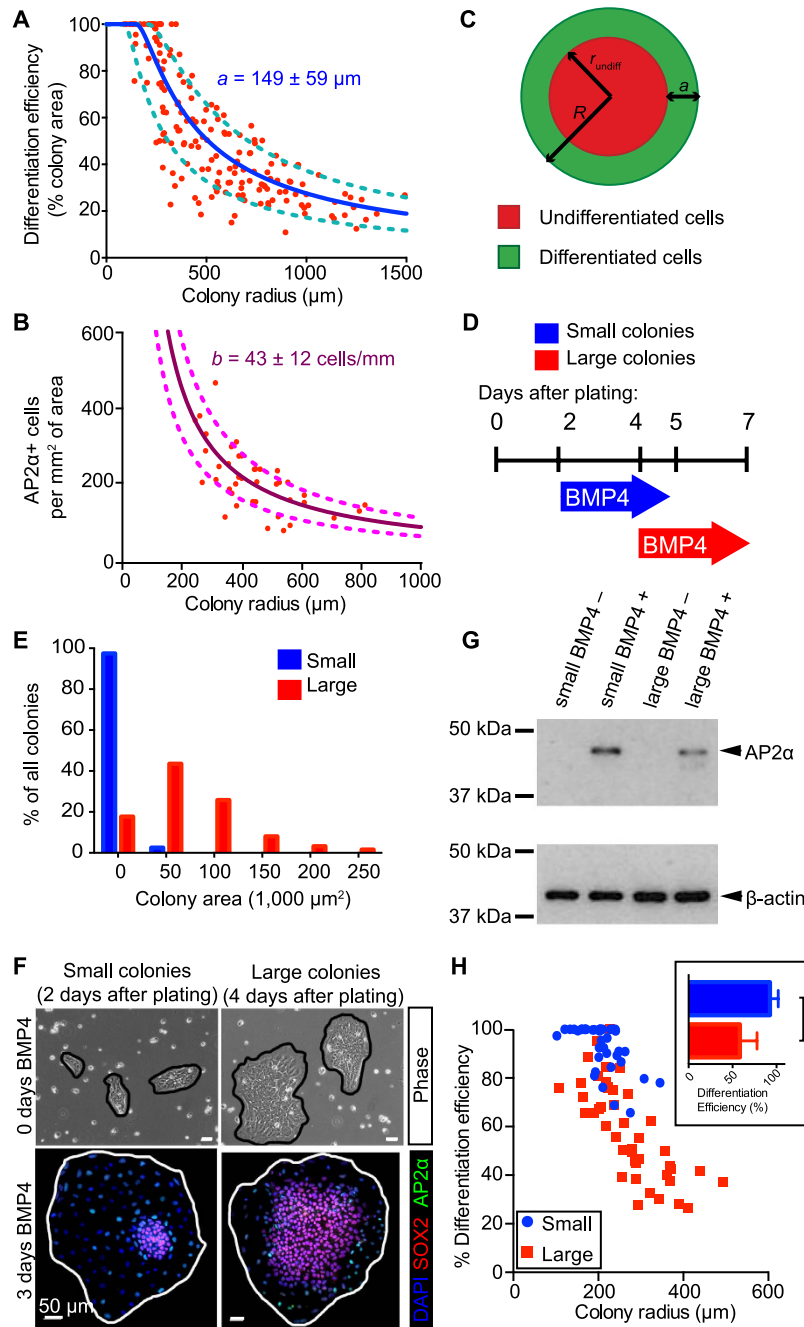 A
Differentiation efficiency
(% colony area)
100
80
60
40
20
0
a = 149 ± 59 µm
0
500
1000
1500
Colony radius (µm)
B
AP2α+ cells
per mm² of area
600
400
200
0
b = 43 ± 12 cells/mm
0
200
400
600
800
1000
Colony radius (µm)
C
r undiff
R
a
Undifferentiated cells
Differentiated cells
D
Small colonies
Large colonies
Days after plating:
0
2
4
5
7
BMP4
BMP4
E
% of all colonies
100
80
60
40
20
0
Small
Large
0
50
100
150
200
250
Colony area (1,000 µm²)
F
Small colonies
(2 days after plating)
Large colonies
(4 days after plating)
0 days BMP4
Phase
3 days BMP4
50 µm
DAPI SOX2 AP2α
G
small BMP4 –
small BMP4 +
large BMP4 –
large BMP4 +
50 kDa
37 kDa
AP2α
50 kDa
37 kDa
β-actin
H
% Differentiation efficiency
100
80
60
40
20
0
Small
Large
0
200
400
600
Colony radius (µm)
0
50
100
Differentiation
Efficiency (%)